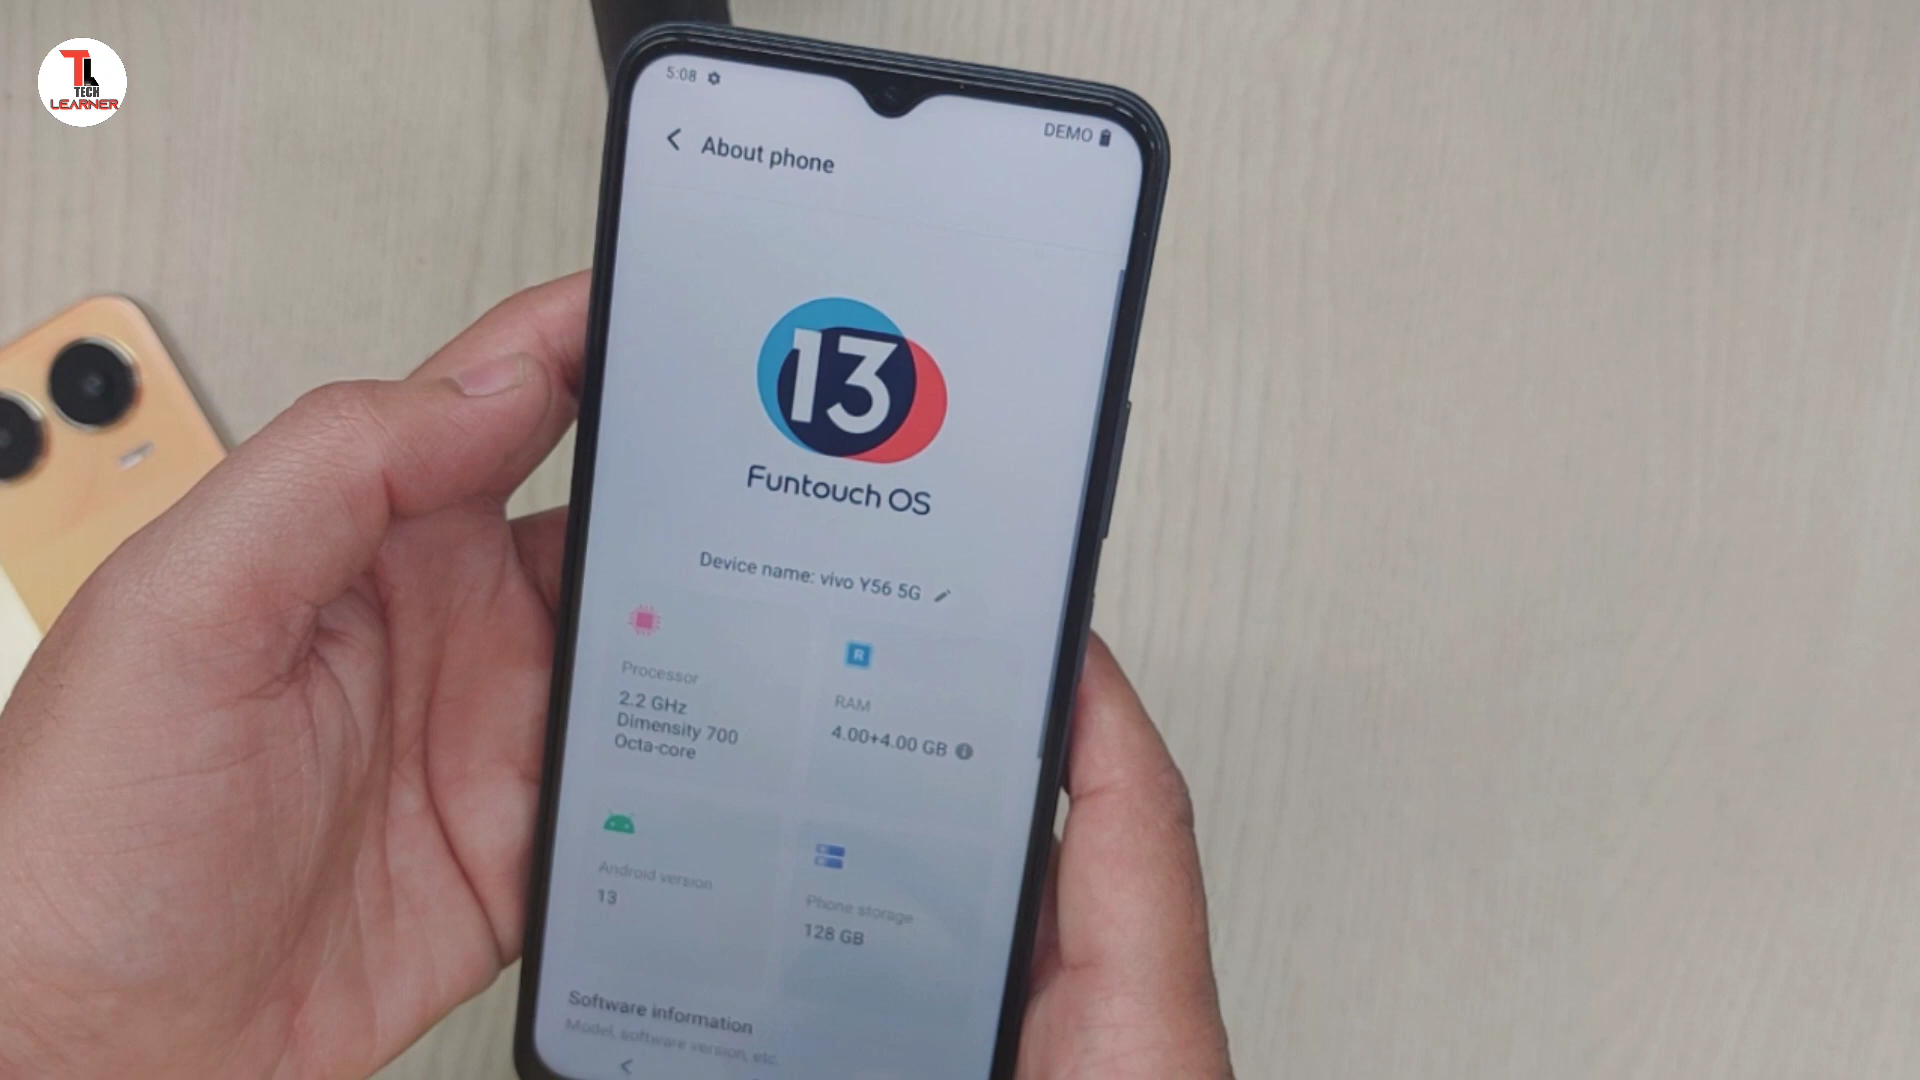 TL
TECH
LEARNER
5:08
DEMO
About phone
13
Funtouch OS
Device name: vivo Y56 5G
Processor
2.2 GHz
Dimensity 700
Octa-core
R
RAM
4.00+4.00 GB
Android version
13
Phone storage
128 GB
Software information
Model, software version, etc.